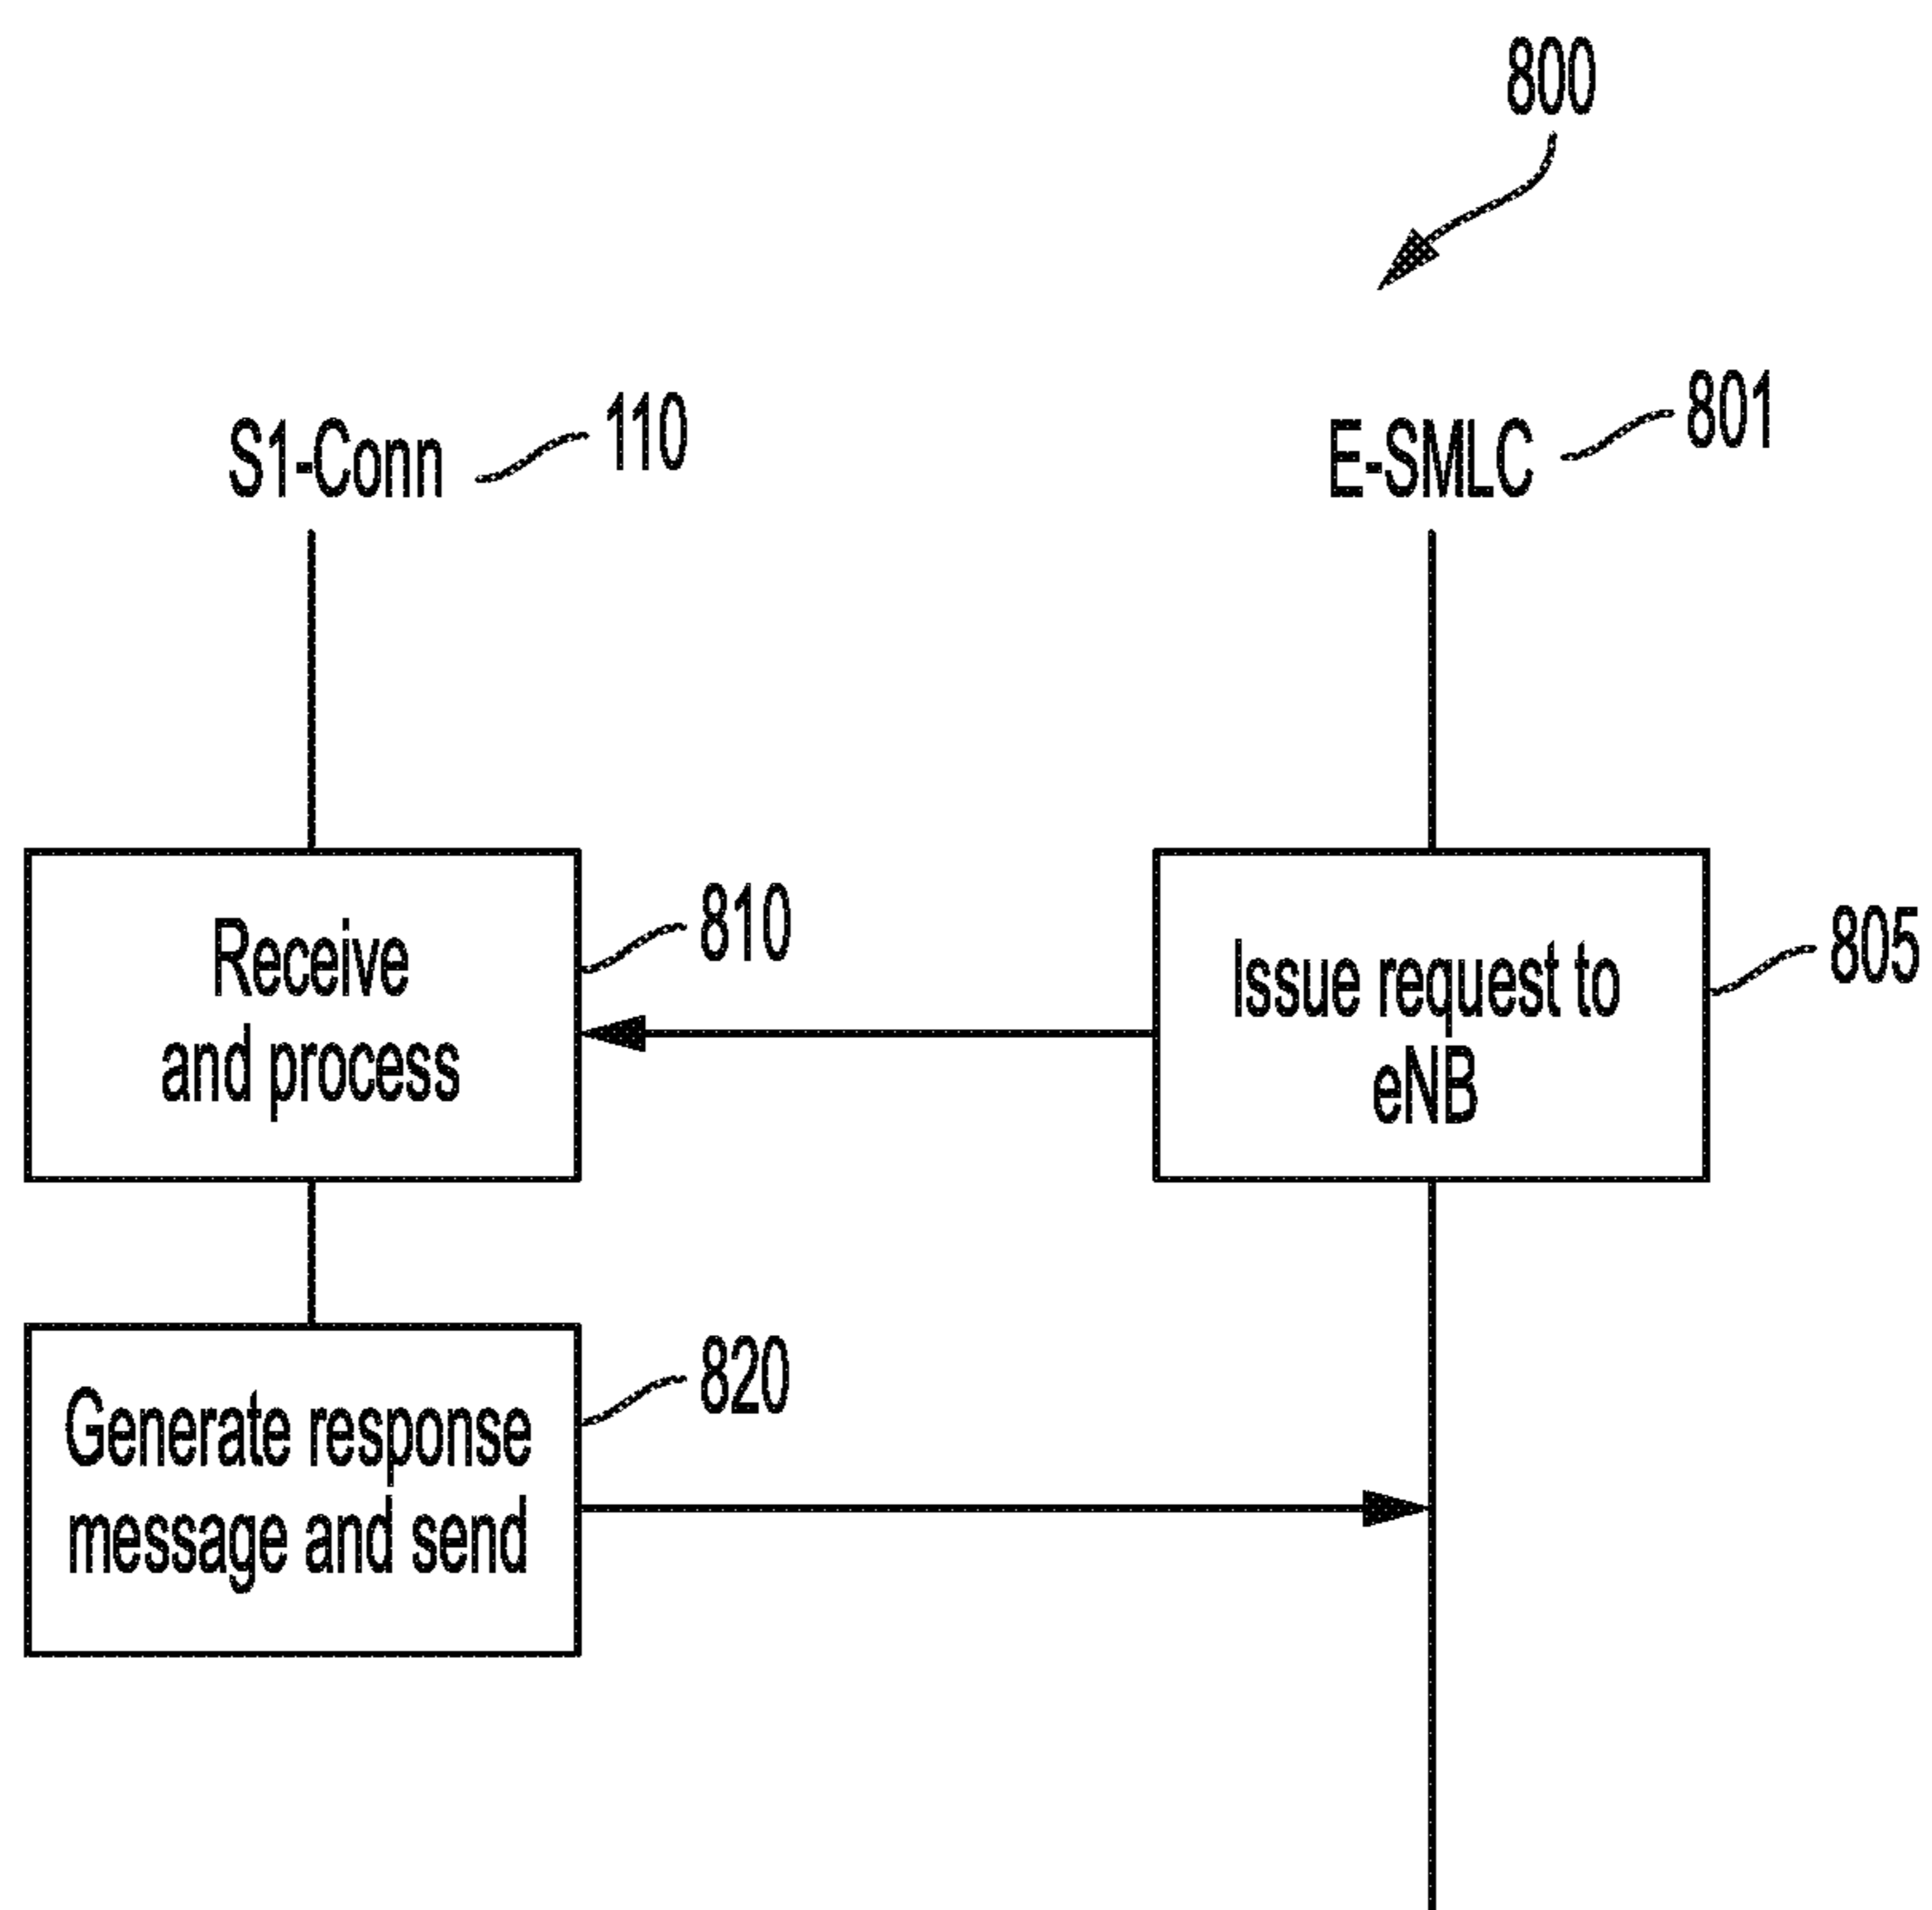 800
S1-Conn 110
E-SMLC 801
Receive
and process
810
Issue request to
eNB
805
Generate response
message and send
820